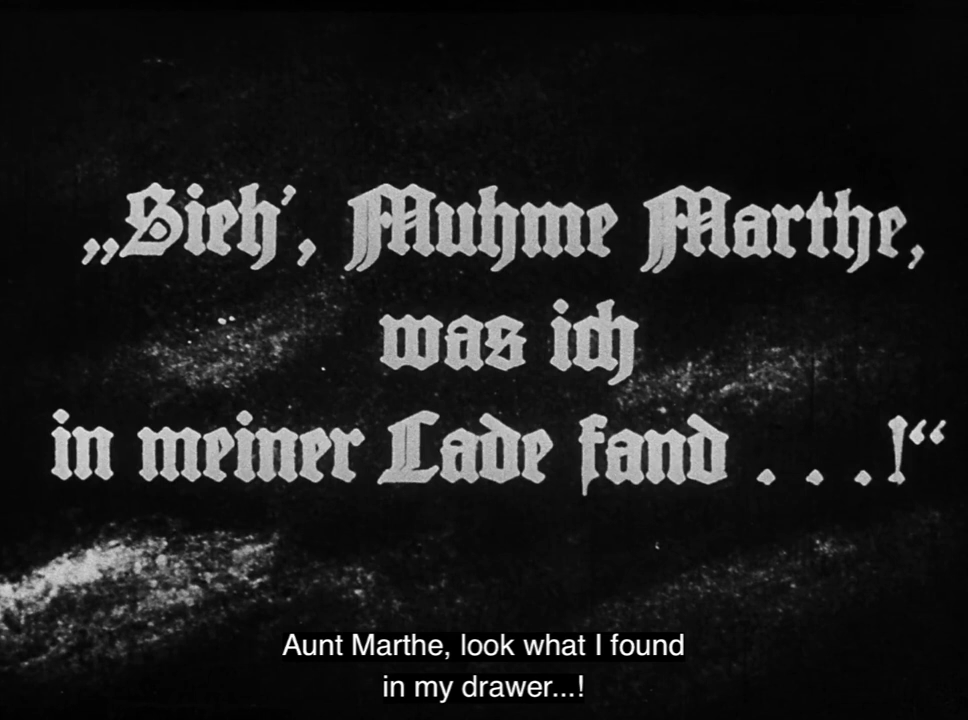 „Sieh’, Muhme Marthe,
was ich
in meiner Lade fand . . .!“
Aunt Marthe, look what I found
in my drawer...!